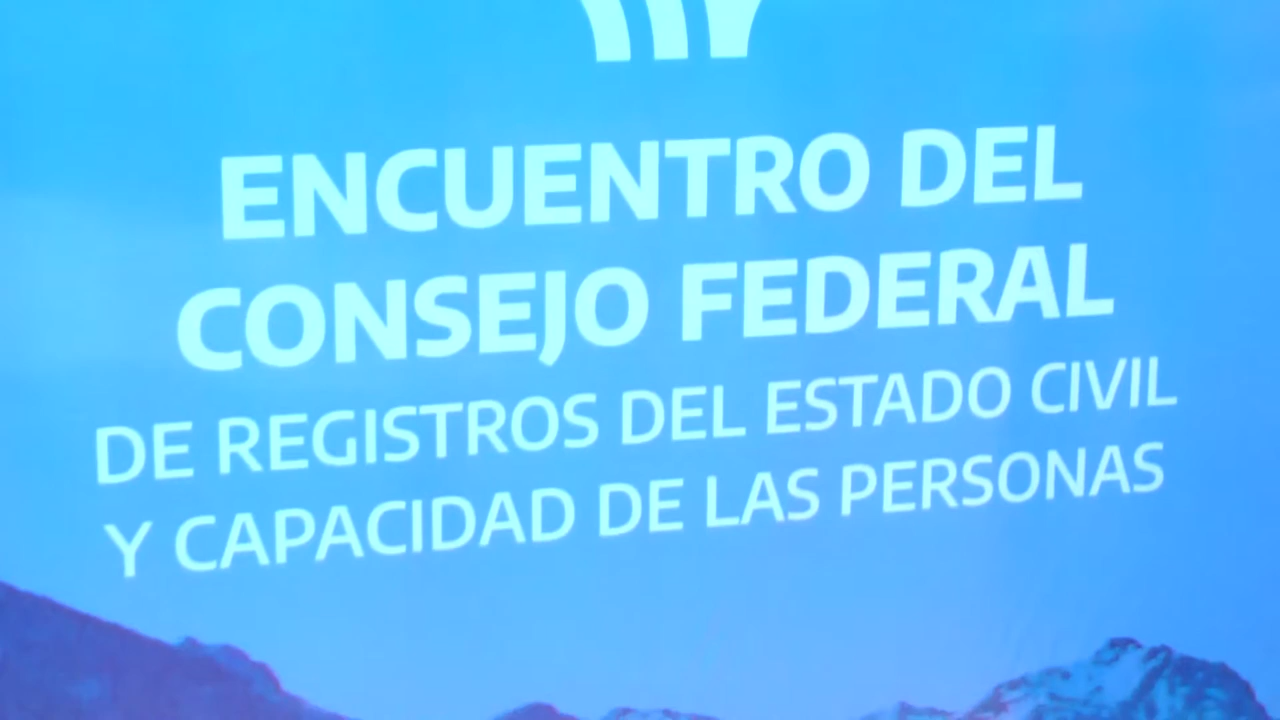 ENCUENTRO DEL
CONSEJO FEDERAL
DE REGISTROS DEL ESTADO CIVIL
Y CAPACIDAD DE LAS PERSONAS